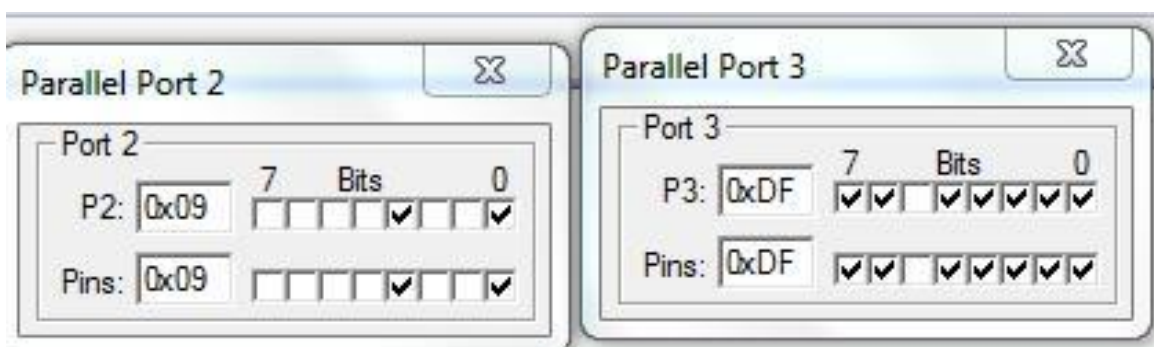 Parallel Port 2
Port 2
7 Bits 0
P2: 0x09
Pins: 0x09
Parallel Port 3
Port 3
7 Bits 0
P3: 0xDF
Pins: 0xDF